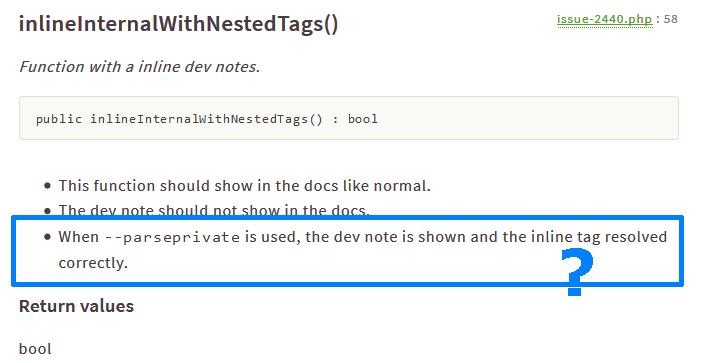 inlineInternalWithNestedTags()
issue-2440.php : 58
Function with a inline dev notes.
public inlineInternalWithNestedTags() : bool
• This function should show in the docs like normal.
• The dev note should not show in the docs.
• When --parseprivate is used, the dev note is shown and the inline tag resolved
correctly.
?
Return values
bool